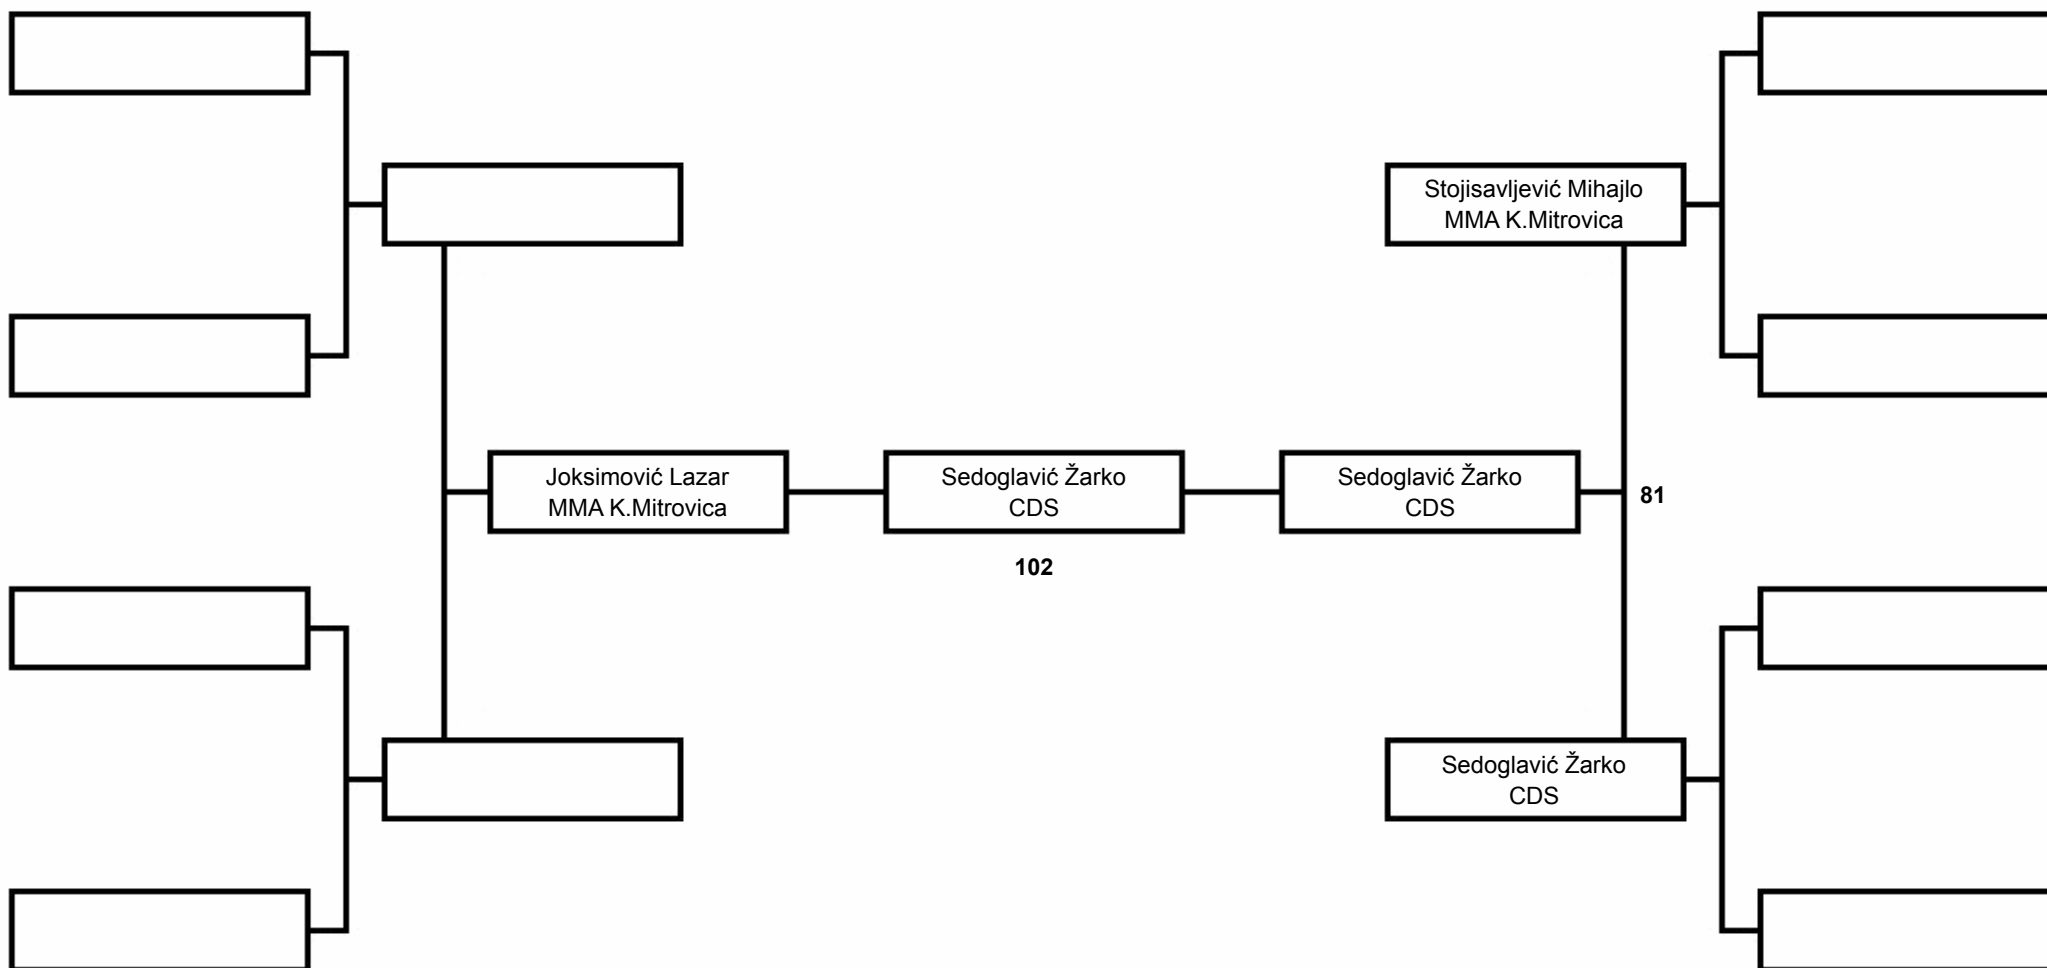 Stojisavljević Mihajlo
MMA K.Mitrovica
Joksimović Lazar
MMA K.Mitrovica
Sedoglavić Žarko
CDS
Sedoglavić Žarko
CDS
81
102
Sedoglavić Žarko
CDS